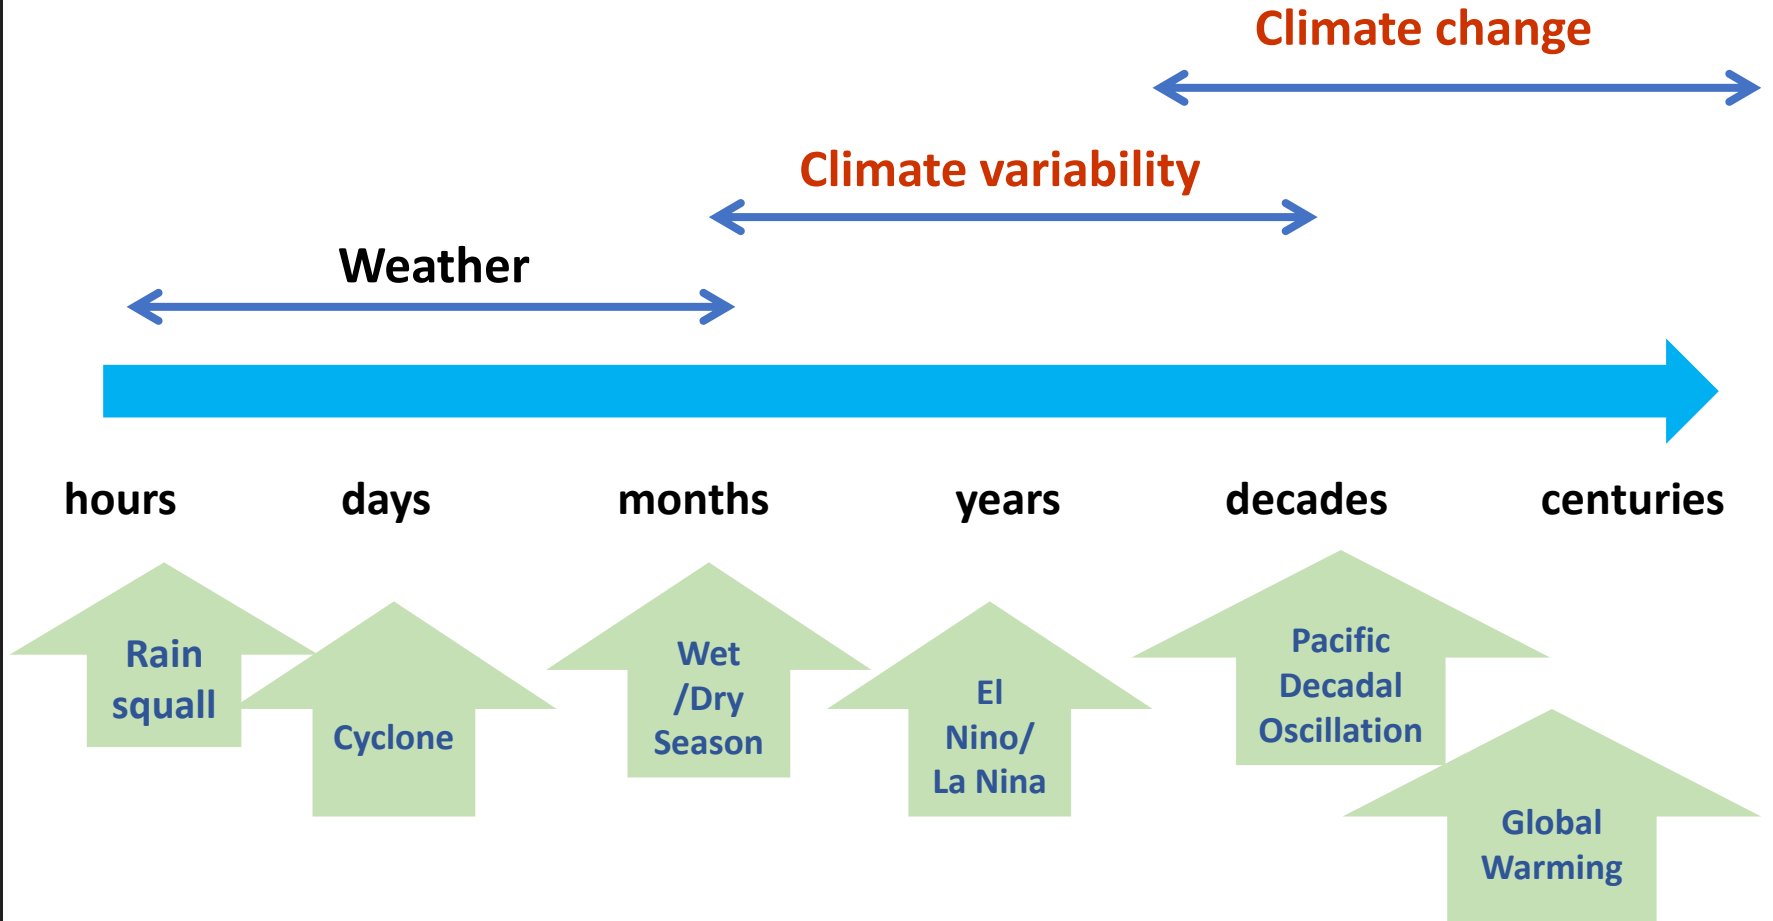 Climate change
Climate variability
Weather
hours days months years decades centuries
Rain
squall
Cyclone
Wet
/Dry
Season
El
Nino/
La Nina
Pacific
Decadal
Oscillation
Global
Warming